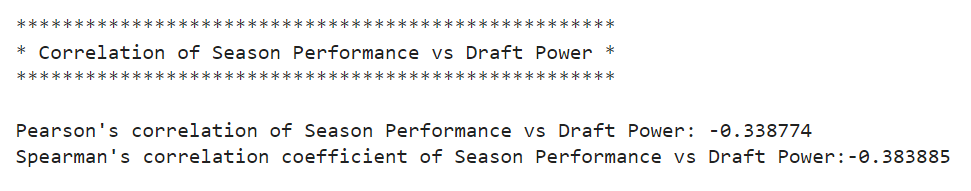 ****************************************************
* Correlation of Season Performance vs Draft Power *
****************************************************
Pearson's correlation of Season Performance vs Draft Power: -0.338774
Spearman's correlation coefficient of Season Performance vs Draft Power:-0.383885